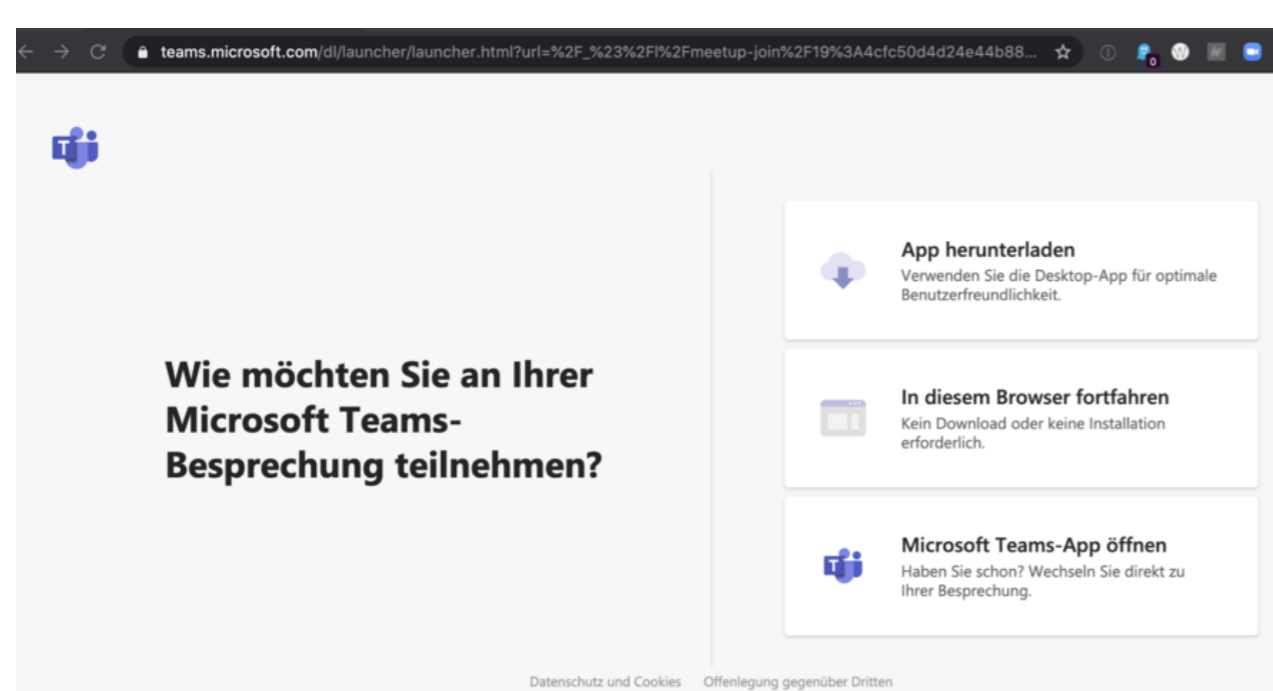 teams.microsoft.com/dl/launcher/launcher.html?url=%2F_%23%2Fl%2Fmeetup-join%2F19%3A4cfc50d4d24e44b88...
0
T
App herunterladen
Verwenden Sie die Desktop-App für optimale
Benutzerfreundlichkeit.
Wie möchten Sie an Ihrer
Microsoft Teams-
Besprechung teilnehmen?
In diesem Browser fortfahren
Kein Download oder keine Installation
erforderlich.
T
Microsoft Teams-App öffnen
Haben Sie schon? Wechseln Sie direkt zu
Ihrer Besprechung.
Datenschutz und Cookies Offenlegung gegenüber Dritten